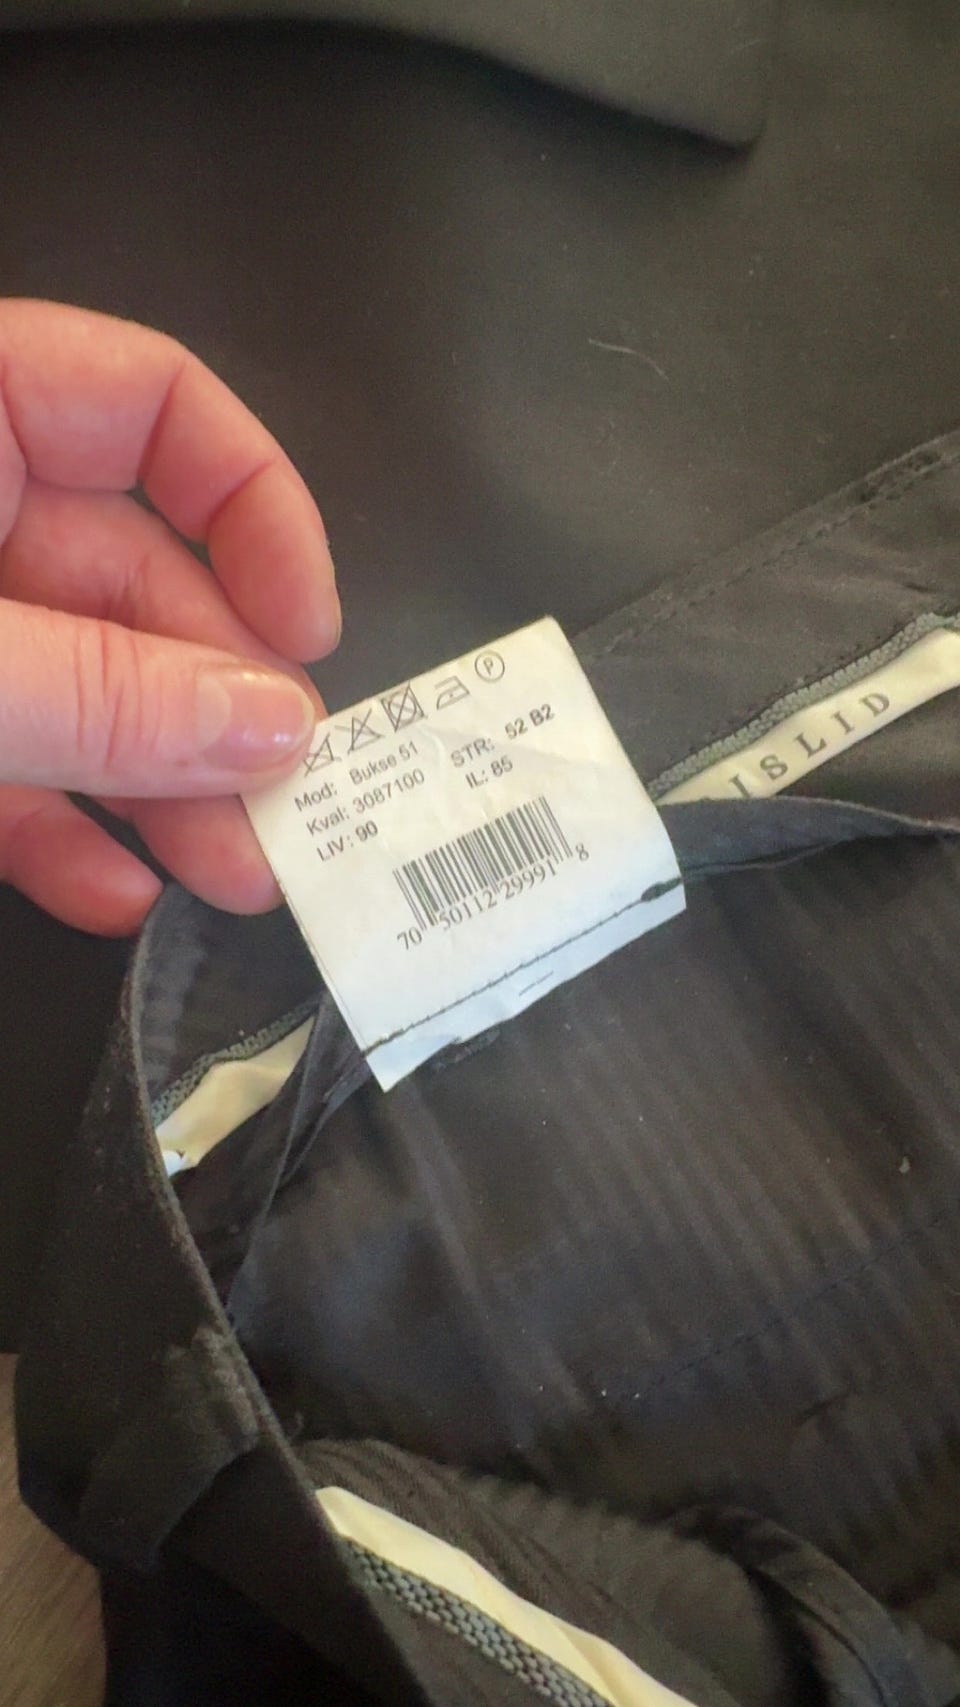 P
Mod: Bukse 51 STR: 52 B2
Kval: 3087100 IL: 85
LIV: 90
70 50112 29991 8
ISLID